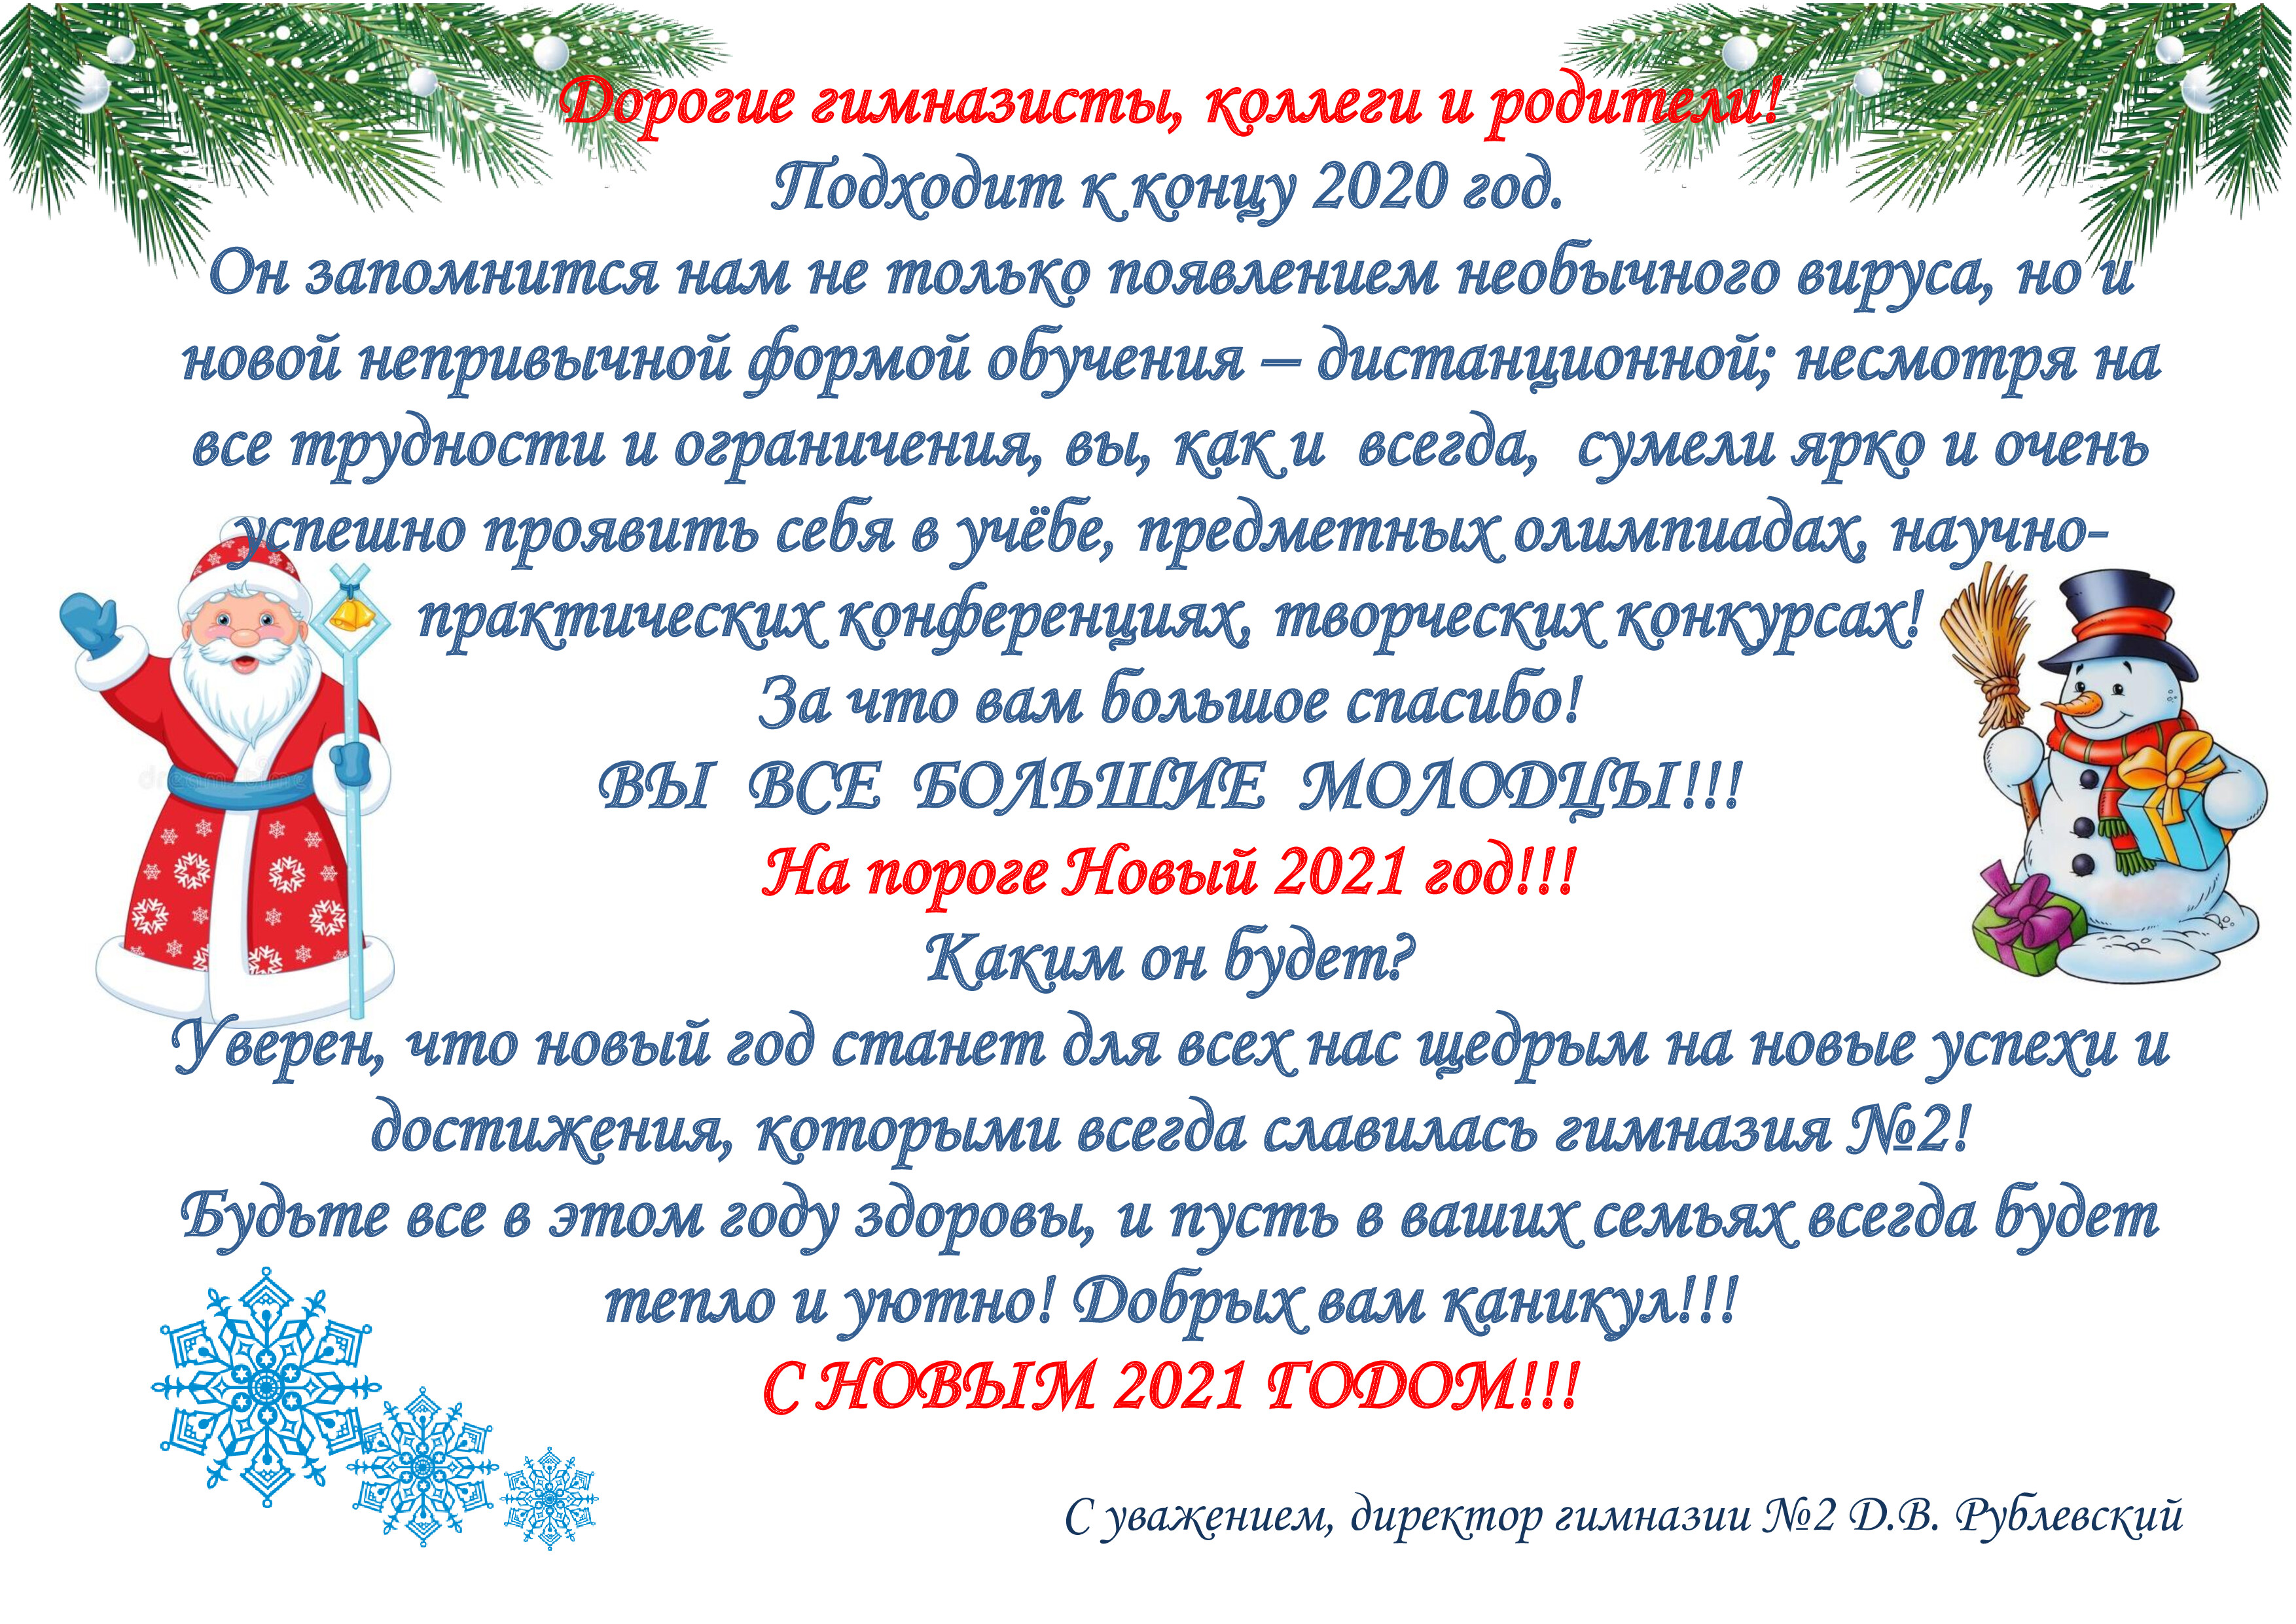 Дорогие гимназисты, коллеги и родители!
Подходит к концу 2020 год.
Он запомнится нам не только появлением необычного вируса, но и
новой непривычной формой обучения – дистанционной; несмотря на
все трудности и ограничения, вы, как и всегда, сумели ярко и очень
успешно проявить себя в учёбе, предметных олимпиадах, научно-
практических конференциях, творческих конкурсах!
За что вам большое спасибо!
ВЫ ВСЕ БОЛЬШИЕ МОЛОДЦЫ!!!
На пороге Новый 2021 год!!!
Каким он будет?
Уверен, что новый год станет для всех нас щедрым на новые успехи и
достижения, которыми всегда славилась гимназия №2!
Будьте все в этом году здоровы, и пусть в ваших семьях всегда будет
тепло и уютно! Добрых вам каникул!!!
С НОВЫМ 2021 ГОДОМ!!!
С уважением, директор гимназии №2 Д.В. Рублевский